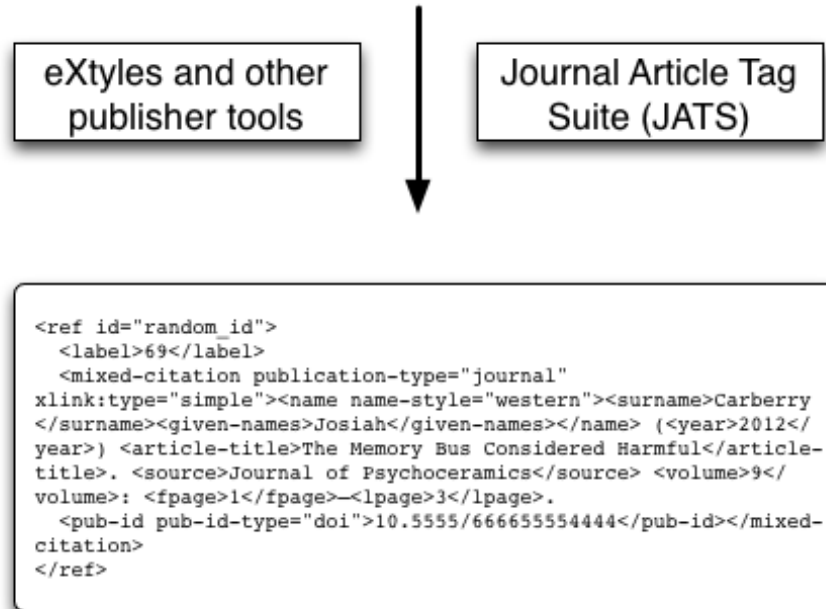 eXtyles and other
publisher tools
Journal Article Tag
Suite (JATS)
<ref id="random_id">
  <label>69</label>
  <mixed-citation publication-type="journal"
xlink:type="simple"><name name-style="western"><surname>Carberry
</surname><given-names>Josiah</given-names></name> (<year>2012</
year>) <article-title>The Memory Bus Considered Harmful</article-
title>. <source>Journal of Psychoceramics</source> <volume>9</
volume>: <fpage>1</fpage>—<lpage>3</lpage>.
  <pub-id pub-id-type="doi">10.5555/666655554444</pub-id></mixed-
citation>
</ref>